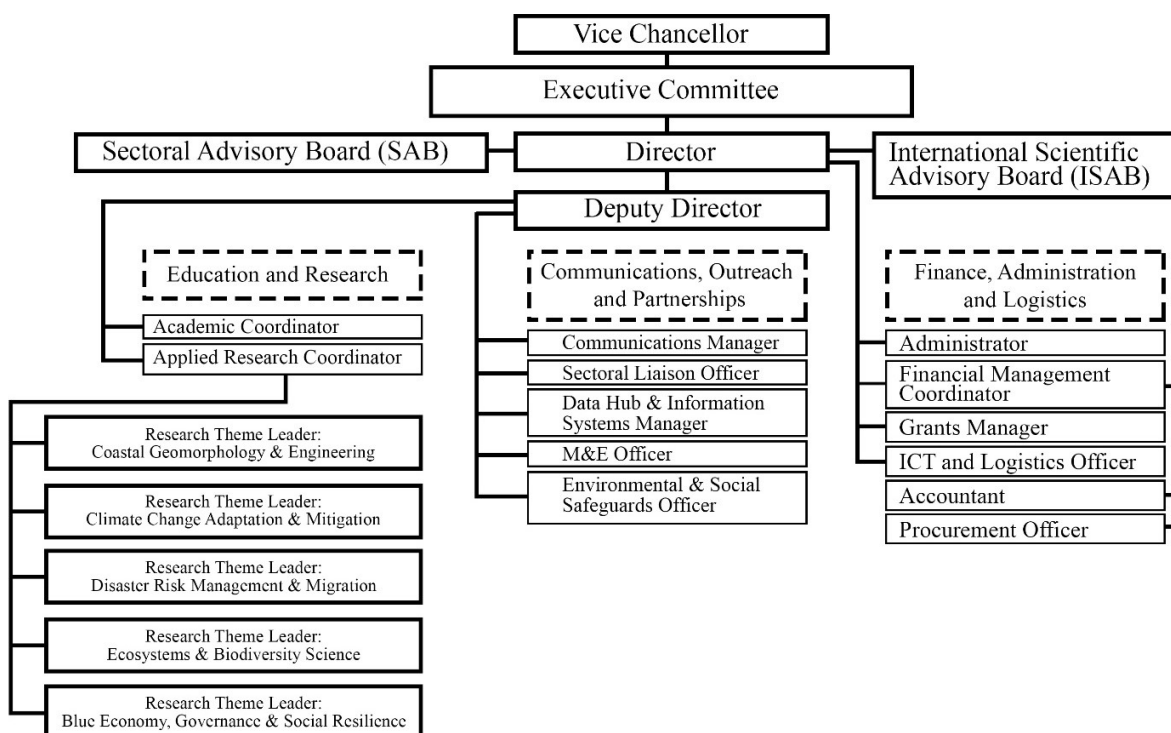 Vice Chancellor
Executive Committee
Sectoral Advisory Board (SAB)
Director
International Scientific
Advisory Board (ISAB)
Deputy Director
Education and Research
Academic Coordinator
Applied Research Coordinator
Research Theme Leader:
Coastal Geomorphology & Engineering
Research Theme Leader:
Climate Change Adaptation & Mitigation
Research Theme Leader:
Disaster Risk Management & Migration
Research Theme Leader:
Ecosystems & Biodiversity Science
Research Theme Leader:
Blue Economy, Governance & Social Resilience
Communications, Outreach
and Partnerships
Communications Manager
Sectoral Liaison Officer
Data Hub & Information
Systems Manager
M&E Officer
Environmental & Social
Safeguards Officer
Finance, Administration
and Logistics
Administrator
Financial Management
Coordinator
Grants Manager
ICT and Logistics Officer
Accountant
Procurement Officer